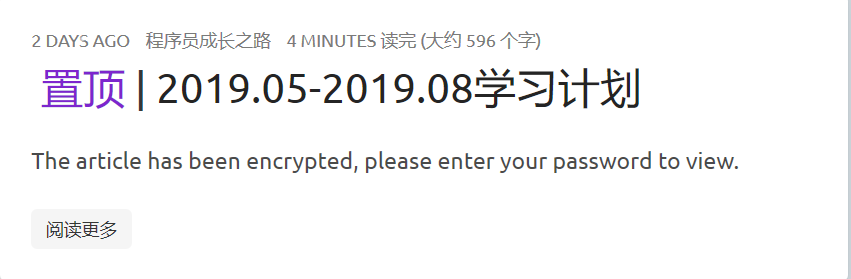 2 DAYS AGO 程序员成长之路 4 MINUTES 读完 (大约 596 个字)
置顶 | 2019.05-2019.08学习计划
The article has been encrypted, please enter your password to view.
阅读更多